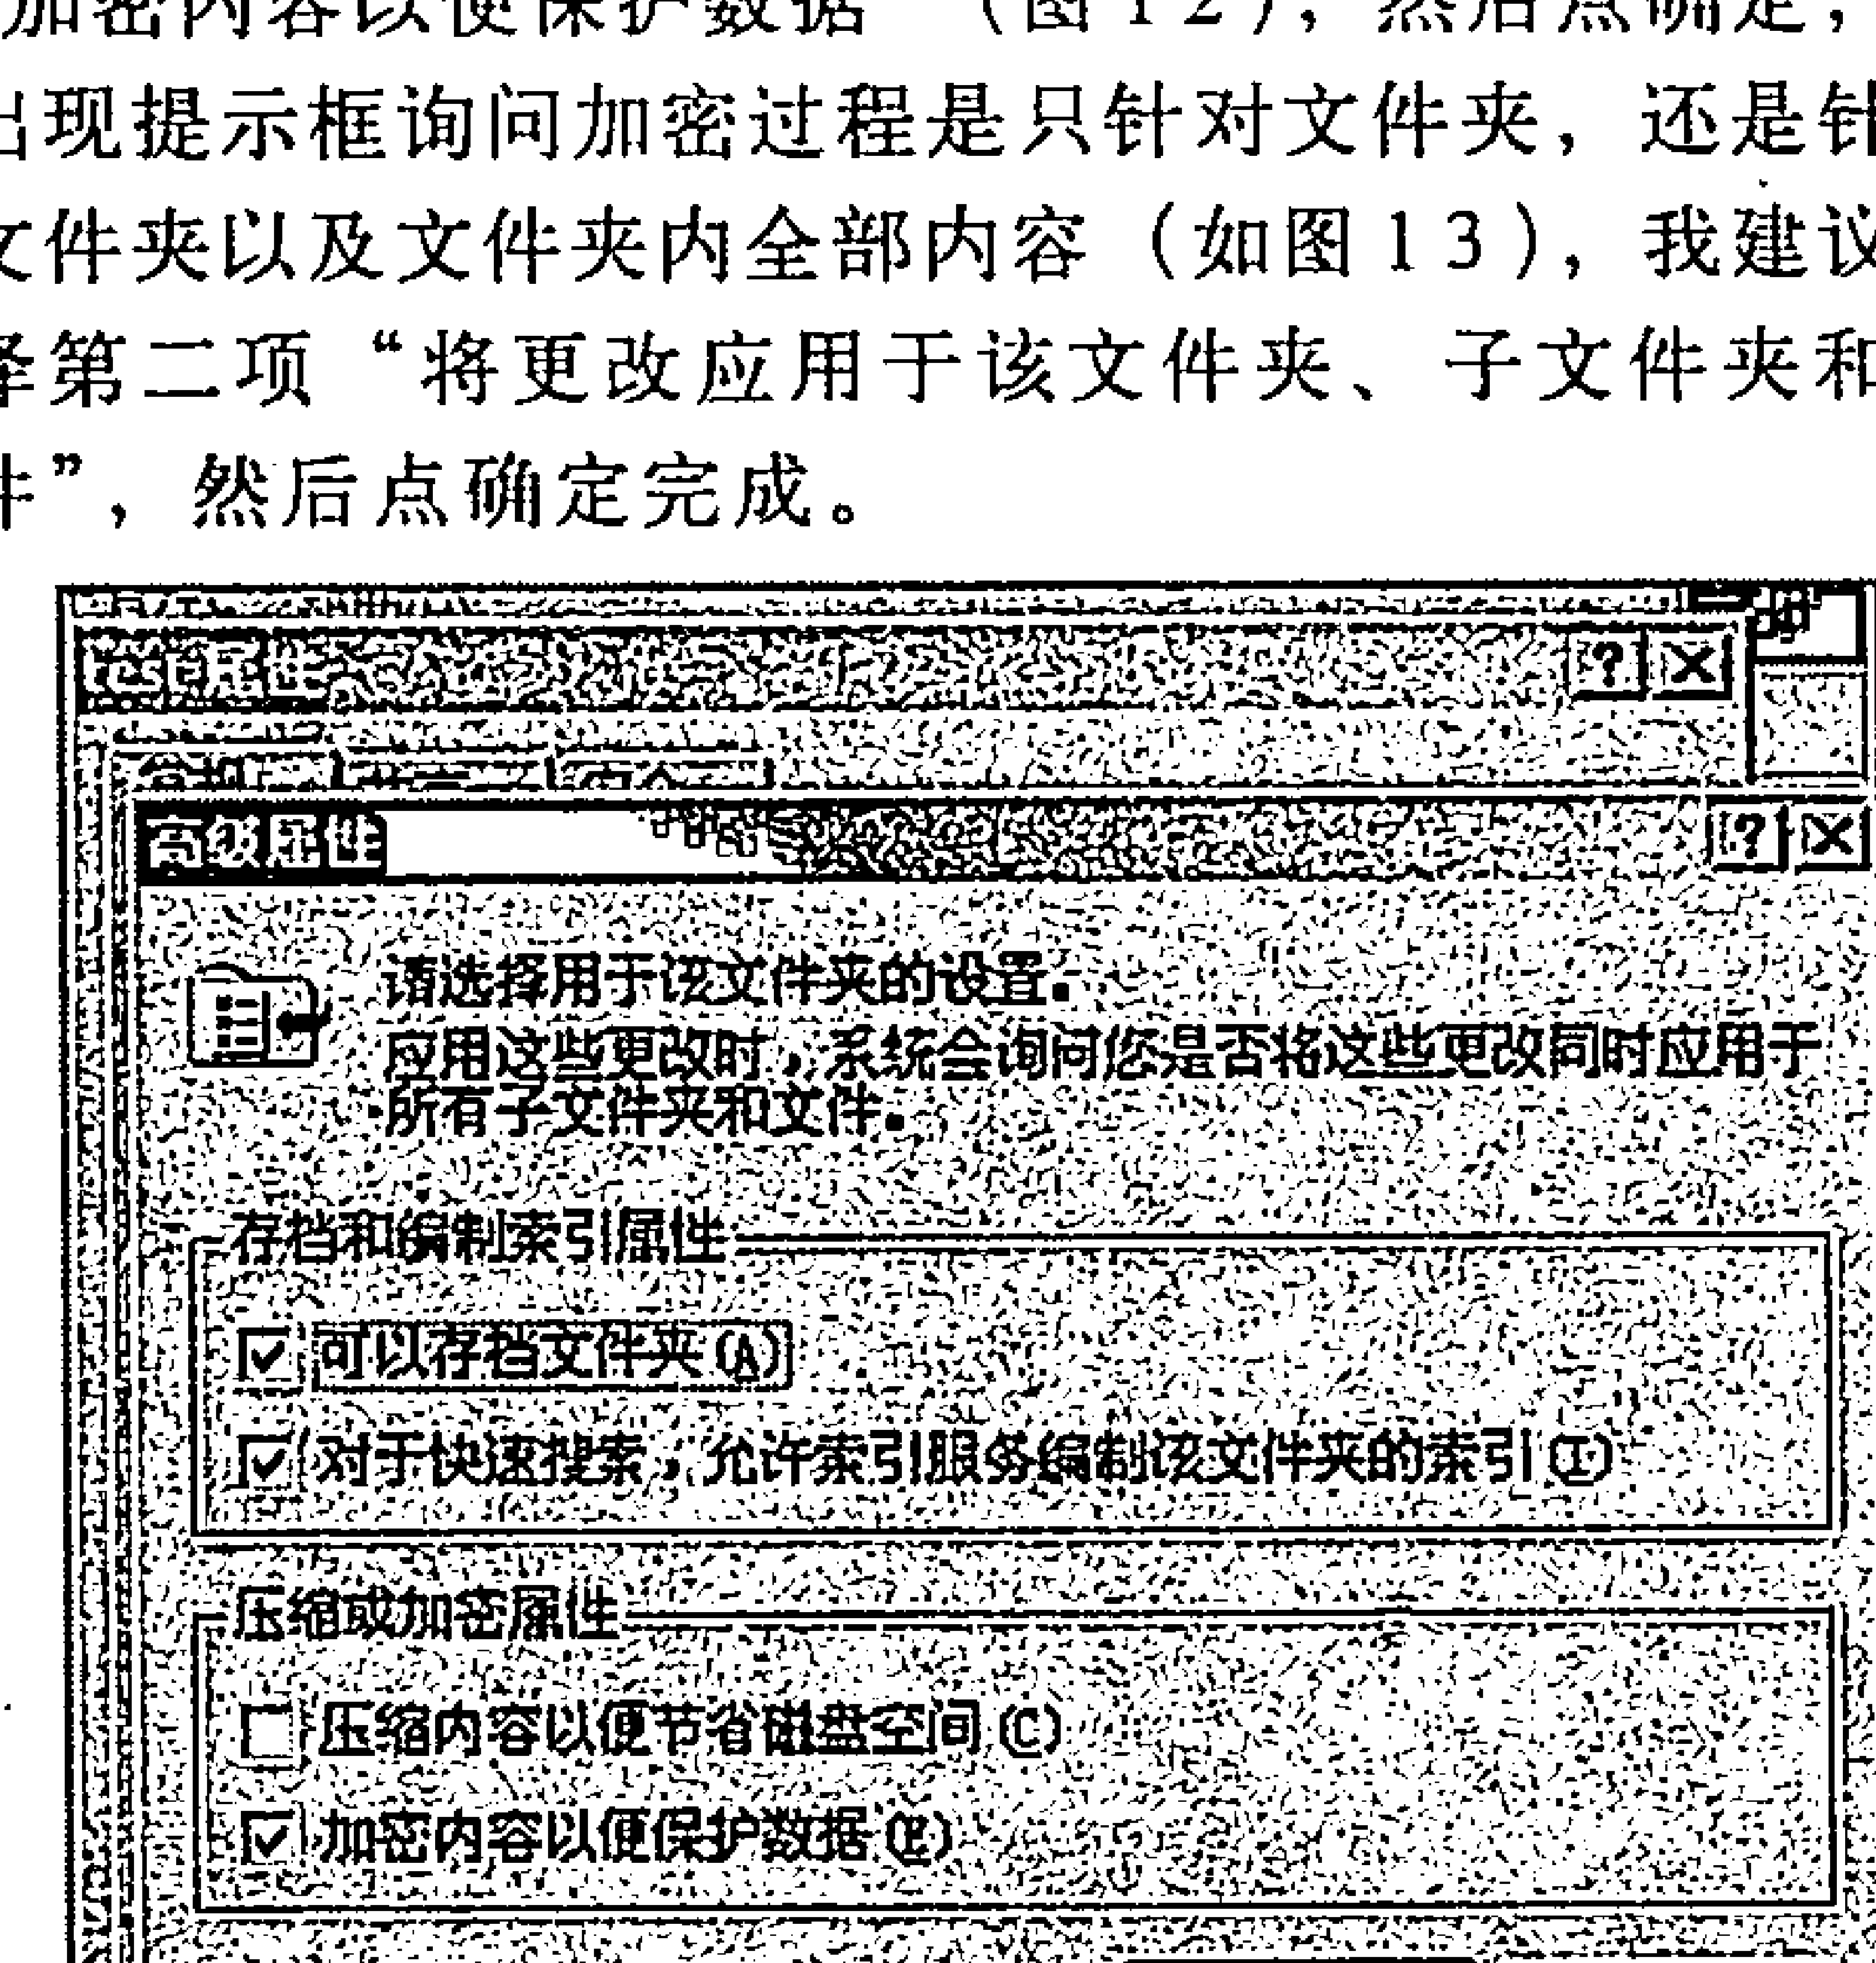 加密内容以便保护数据 (图12), 然后点确定,
出现提示框询问加密过程是只针对文件夹, 还是针
文件夹以及文件夹内全部内容 (如图13), 我建议
择第二项 “将更改应用于该文件夹、子文件夹和
件”, 然后点确定完成。
属性
高级属性
请选择用于该文件夹的设置。
应用这些更改时,系统会询问您是否将这些更改同时应用于
所有子文件夹和文件。
存档和编制索引属性
可以存档文件夹(A)
对于快速搜索,允许索引服务编制该文件夹的索引(I)
压缩或加密属性
压缩内容以便节省磁盘空间(C)
加密内容以便保护数据(E)